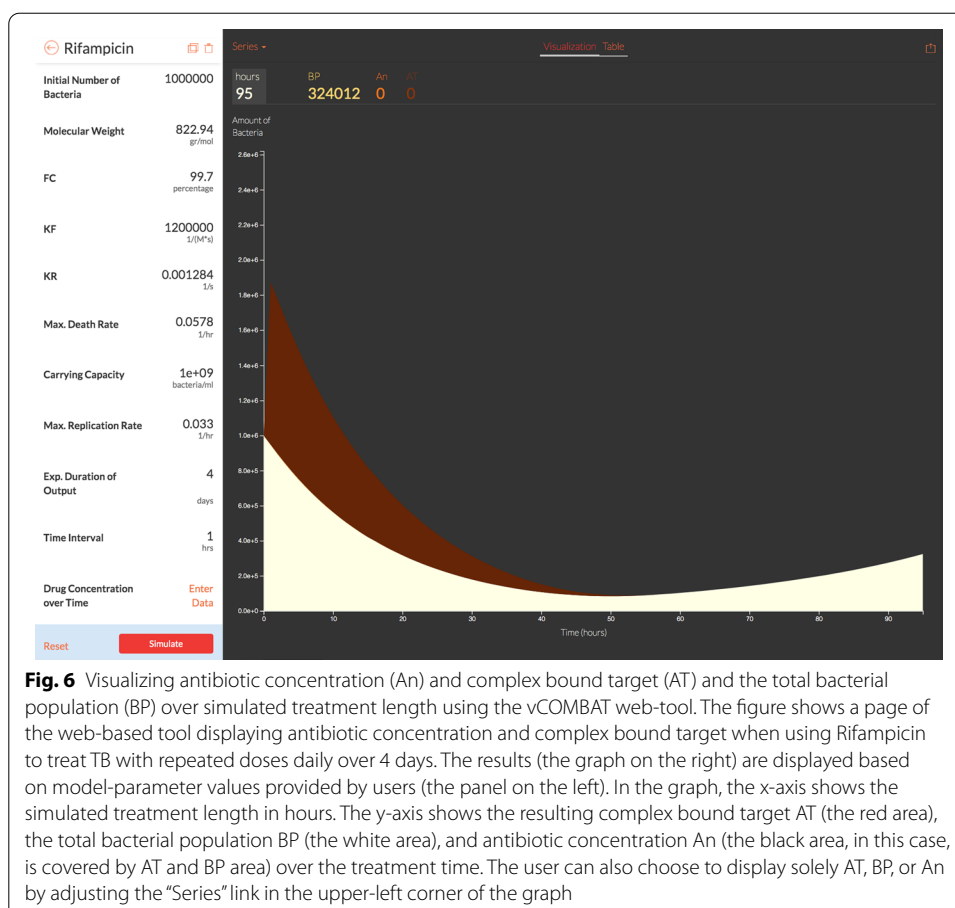 Rifampicin
Initial Number of
Bacteria
1000000
Molecular Weight
822.94
gr/mol
FC
99.7
percentage
KF
1200000
1/(M*s)
KR
0.001284
1/s
Max. Death Rate
0.0578
1/hr
Carrying Capacity
1e+09
bacteria/ml
Max. Replication Rate
0.033
1/hr
Exp. Duration of
Output
4
days
Time Interval
1
hrs
Drug Concentration
over Time
Enter
Data
Reset
Simulate
Series
Visualization Table
hours
95
BP
324012
An
0
AT
0
Amount of
Bacteria
2.6e+6
2.4e+6
2.2e+6
2.0e+6
1.8e+6
1.6e+6
1.4e+6
1.2e+6
1.0e+6
8.0e+5
6.0e+5
4.0e+5
2.0e+5
0.0e+0
0 10 20 30 40 50 60 70 80 90
Time (hours)
Fig. 6 Visualizing antibiotic concentration (An) and complex bound target (AT) and the total bacterial
population (BP) over simulated treatment length using the vCOMBAT web-tool. The figure shows a page of
the web-based tool displaying antibiotic concentration and complex bound target when using Rifampicin
to treat TB with repeated doses daily over 4 days. The results (the graph on the right) are displayed based
on model-parameter values provided by users (the panel on the left). In the graph, the x-axis shows the
simulated treatment length in hours. The y-axis shows the resulting complex bound target AT (the red area),
the total bacterial population BP (the white area), and antibiotic concentration An (the black area, in this case,
is covered by AT and BP area) over the treatment time. The user can also choose to display solely AT, BP, or An
by adjusting the "Series" link in the upper-left corner of the graph